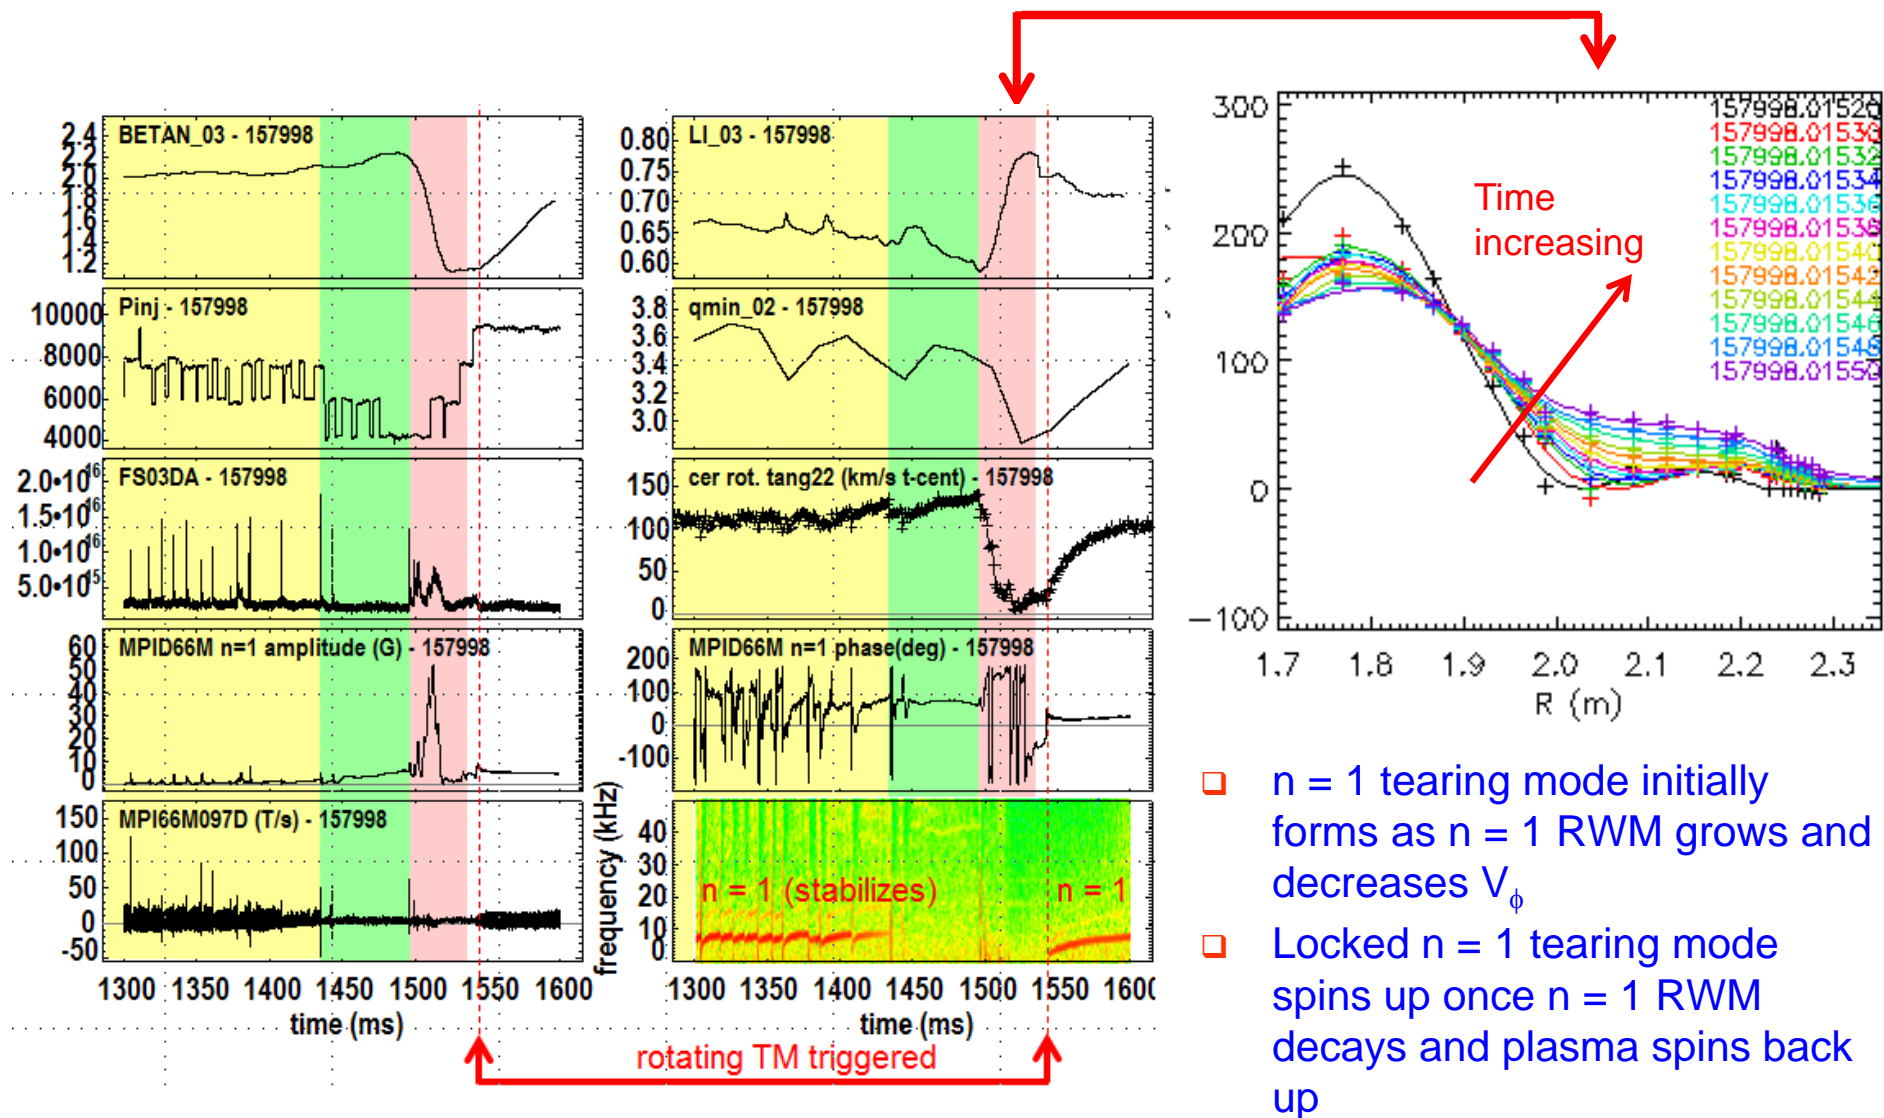 BETAN_03 - 157998
2.4
2.2
2.0
1.8
1.6
1.4
1.2
Pinj - 157998
10000
8000
6000
4000
FS03DA - 157998
2.0•10^16
1.5•10^16
1.0•10^16
5.0•10^15
MPID66M n=1 amplitude (G) - 157998
60
50
40
30
20
10
0
MPI66M097D (T/s) - 157998
150
100
50
0
-50
1300 1350 1400 1450 1500 1550 1600
time (ms)
LI_03 - 157998
0.80
0.75
0.70
0.65
0.60
qmin_02 - 157998
3.8
3.6
3.4
3.2
3.0
cer rot. tang22 (km/s t-cent) - 157998
150
100
50
0
MPID66M n=1 phase(deg) - 157998
200
100
0
-100
frequency (kHz)
40
30
20
10
0
n = 1 (stabilizes)
n = 1
1300 1350 1400 1450 1500 1550 160
time (ms)
rotating TM triggered
300
200
100
0
-100
157998.01520
157998.01530
157998.01532
157998.01534
157998.01536
157998.01538
157998.01540
157998.01542
157998.01544
157998.01546
157998.01548
157998.01550
Time
increasing
1.7 1.8 1.9 2.0 2.1 2.2 2.3
R (m)
n = 1 tearing mode initially
forms as n = 1 RWM grows and
decreases Vϕ
Locked n = 1 tearing mode
spins up once n = 1 RWM
decays and plasma spins back
up